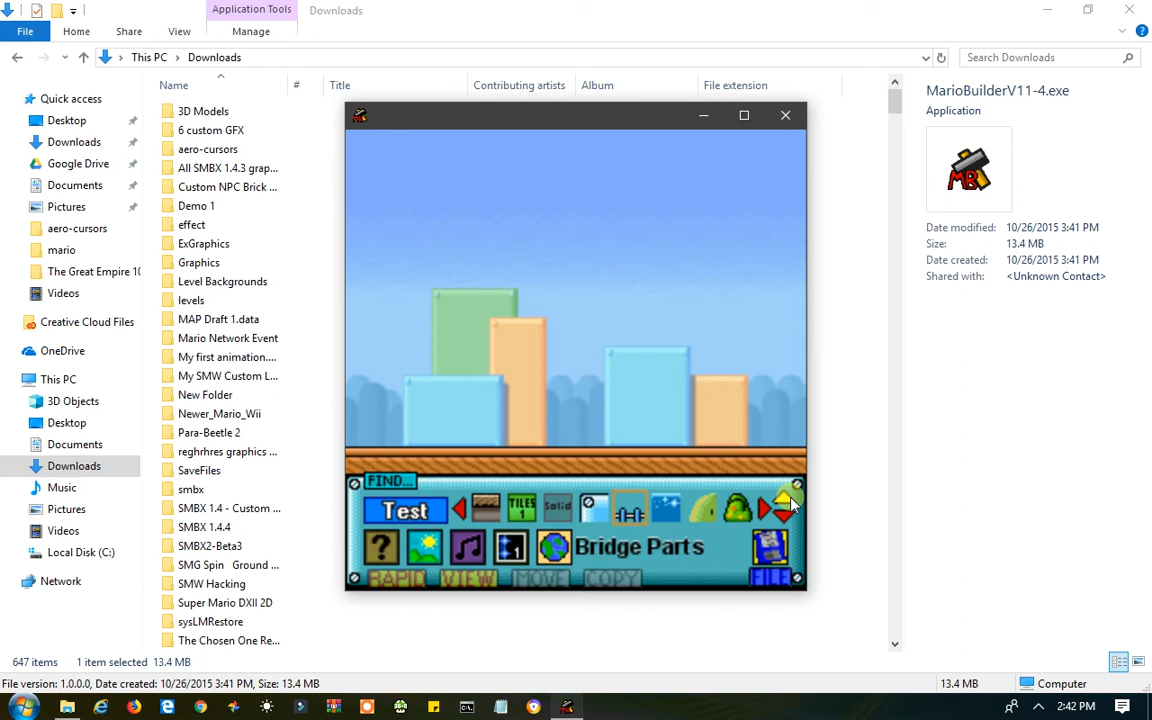 Application Tools
Downloads
File
Home
Share
View
Manage
This PC
Downloads
Search Downloads
Name
#
Title
Contributing artists
Album
File extension
Quick access
Desktop
Downloads
Google Drive
Documents
Pictures
aero-cursors
mario
The Great Empire 10
Videos
Creative Cloud Files
OneDrive
This PC
3D Objects
Desktop
Documents
Downloads
Music
Pictures
Videos
Local Disk (C:)
Network
3D Models
6 custom GFX
aero-cursors
All SMBX 1.4.3 grap...
Custom NPC Brick ...
Demo 1
effect
ExGraphics
Graphics
Level Backgrounds
levels
MAP Draft 1.data
Mario Network Event
My first animation....
My SMW Custom L...
New Folder
Newer_Mario_Wii
Para-Beetle 2
reghrhres graphics ...
SaveFiles
smbx
SMBX 1.4 - Custom ...
SMBX 1.4.4
SMBX2-Beta3
SMG Spin Ground ...
SMW Hacking
Super Mario DXII 2D
sysLMRestore
The Chosen One Re...
FIND...
Test
TILES
1
Solid
Bridge Parts
RAPID
VIEW
MOVE
COPY
FILE
MarioBuilderV11-4.exe
Application
MB
Date modified: 10/26/2015 3:41 PM
Size: 13.4 MB
Date created: 10/26/2015 3:41 PM
Shared with: <Unknown Contact>
647 items
1 item selected 13.4 MB
File version: 1.0.0.0, Date created: 10/26/2015 3:41 PM, Size: 13.4 MB
13.4 MB
Computer
2:42 PM